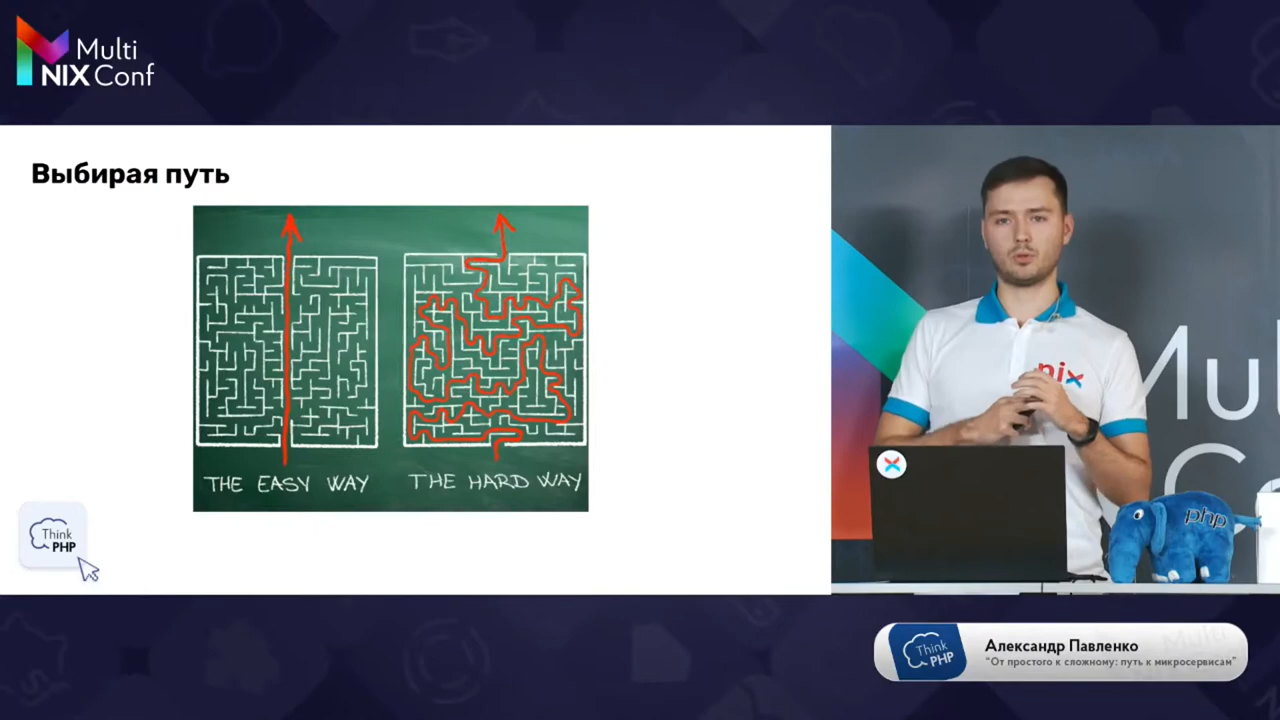 Multi
NIX Conf
Выбирая путь
THE EASY WAY
THE HARD WAY
Think
PHP
nix
Mul
C
php
Think
PHP
Александр Павленко
"От простого к сложному: путь к микросервисам"